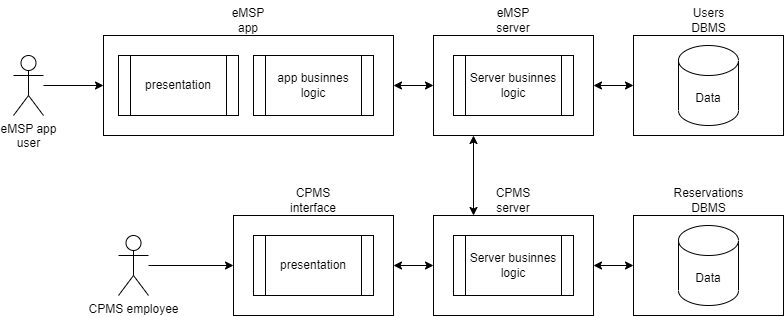 eMSP
app
eMSP
server
Users
DBMS
presentation
app businnes
logic
Server businnes
logic
Data
eMSP app
user
CPMS
interface
CPMS
server
Reservations
DBMS
presentation
Server businnes
logic
Data
CPMS employee